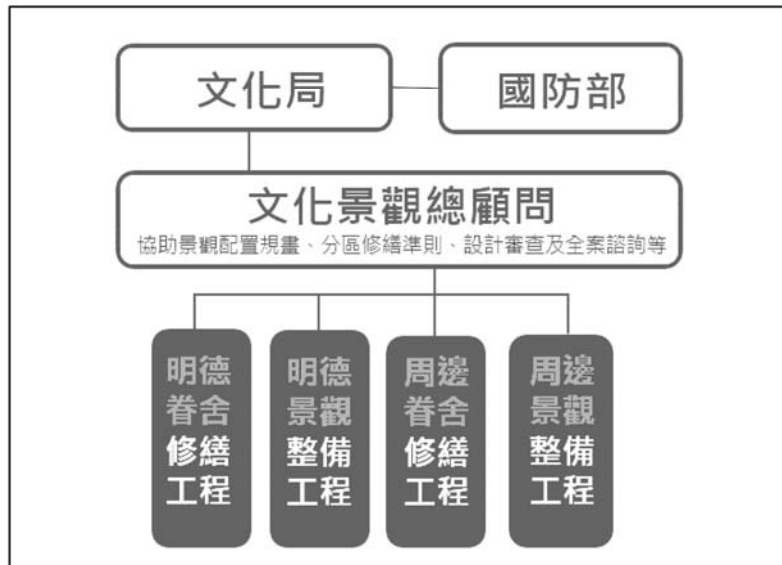 文化局
國防部
文化景觀總顧問
協助景觀配置規畫、分區修繕準則、設計審查及全案諮詢等
明德
眷舍
修繕
工程
明德
景觀
整備
工程
周邊
眷舍
修繕
工程
周邊
景觀
整備
工程